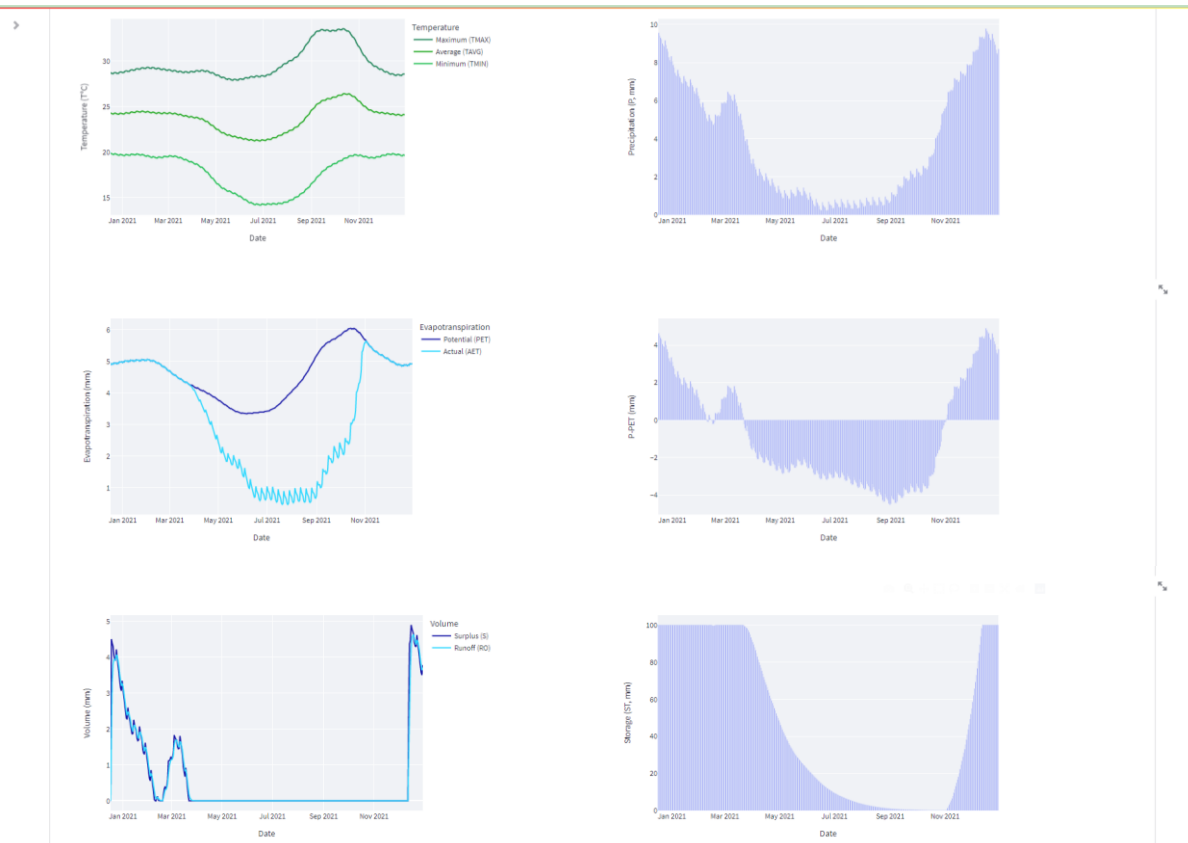 Temperature
Maximum (TMAX)
Average (TAVG)
Minimum (TMIN)
Temperature (T°C)
30
25
20
15
Jan 2021 Mar 2021 May 2021 Jul 2021 Sep 2021 Nov 2021
Date
Precipitation (P, mm)
10
8
6
4
2
0
Jan 2021 Mar 2021 May 2021 Jul 2021 Sep 2021 Nov 2021
Date
Evapotranspiration
Potential (PET)
Actual (AET)
Evapotranspiration (mm)
6
5
4
3
2
1
Jan 2021 Mar 2021 May 2021 Jul 2021 Sep 2021 Nov 2021
Date
P-PET (mm)
4
2
0
−2
−4
Jan 2021 Mar 2021 May 2021 Jul 2021 Sep 2021 Nov 2021
Date
Volume
Surplus (S)
Runoff (RO)
Volume (mm)
5
4
3
2
1
0
Jan 2021 Mar 2021 May 2021 Jul 2021 Sep 2021 Nov 2021
Date
Storage (ST, mm)
100
80
60
40
20
0
Jan 2021 Mar 2021 May 2021 Jul 2021 Sep 2021 Nov 2021
Date